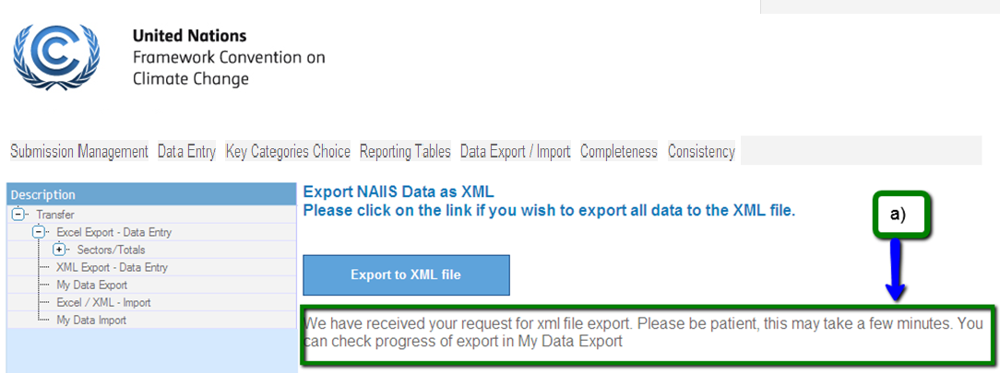 United Nations
Framework Convention on
Climate Change
Submission Management Data Entry Key Categories Choice Reporting Tables Data Export / Import Completeness Consistency
Description
Transfer
Excel Export - Data Entry
Sectors/Totals
XML Export - Data Entry
My Data Export
Excel / XML - Import
My Data Import
Export NAIIS Data as XML
Please click on the link if you wish to export all data to the XML file.
a)
Export to XML file
We have received your request for xml file export. Please be patient, this may take a few minutes. You
can check progress of export in My Data Export